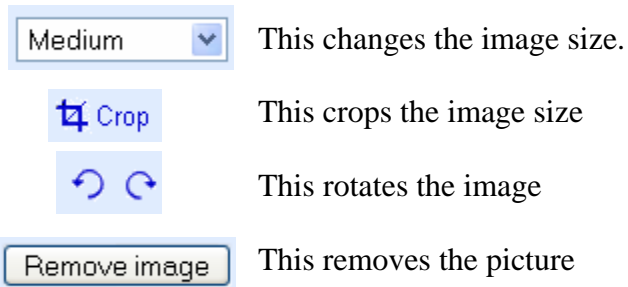 Medium This changes the image size.
Crop This crops the image size
This rotates the image
Remove image This removes the picture